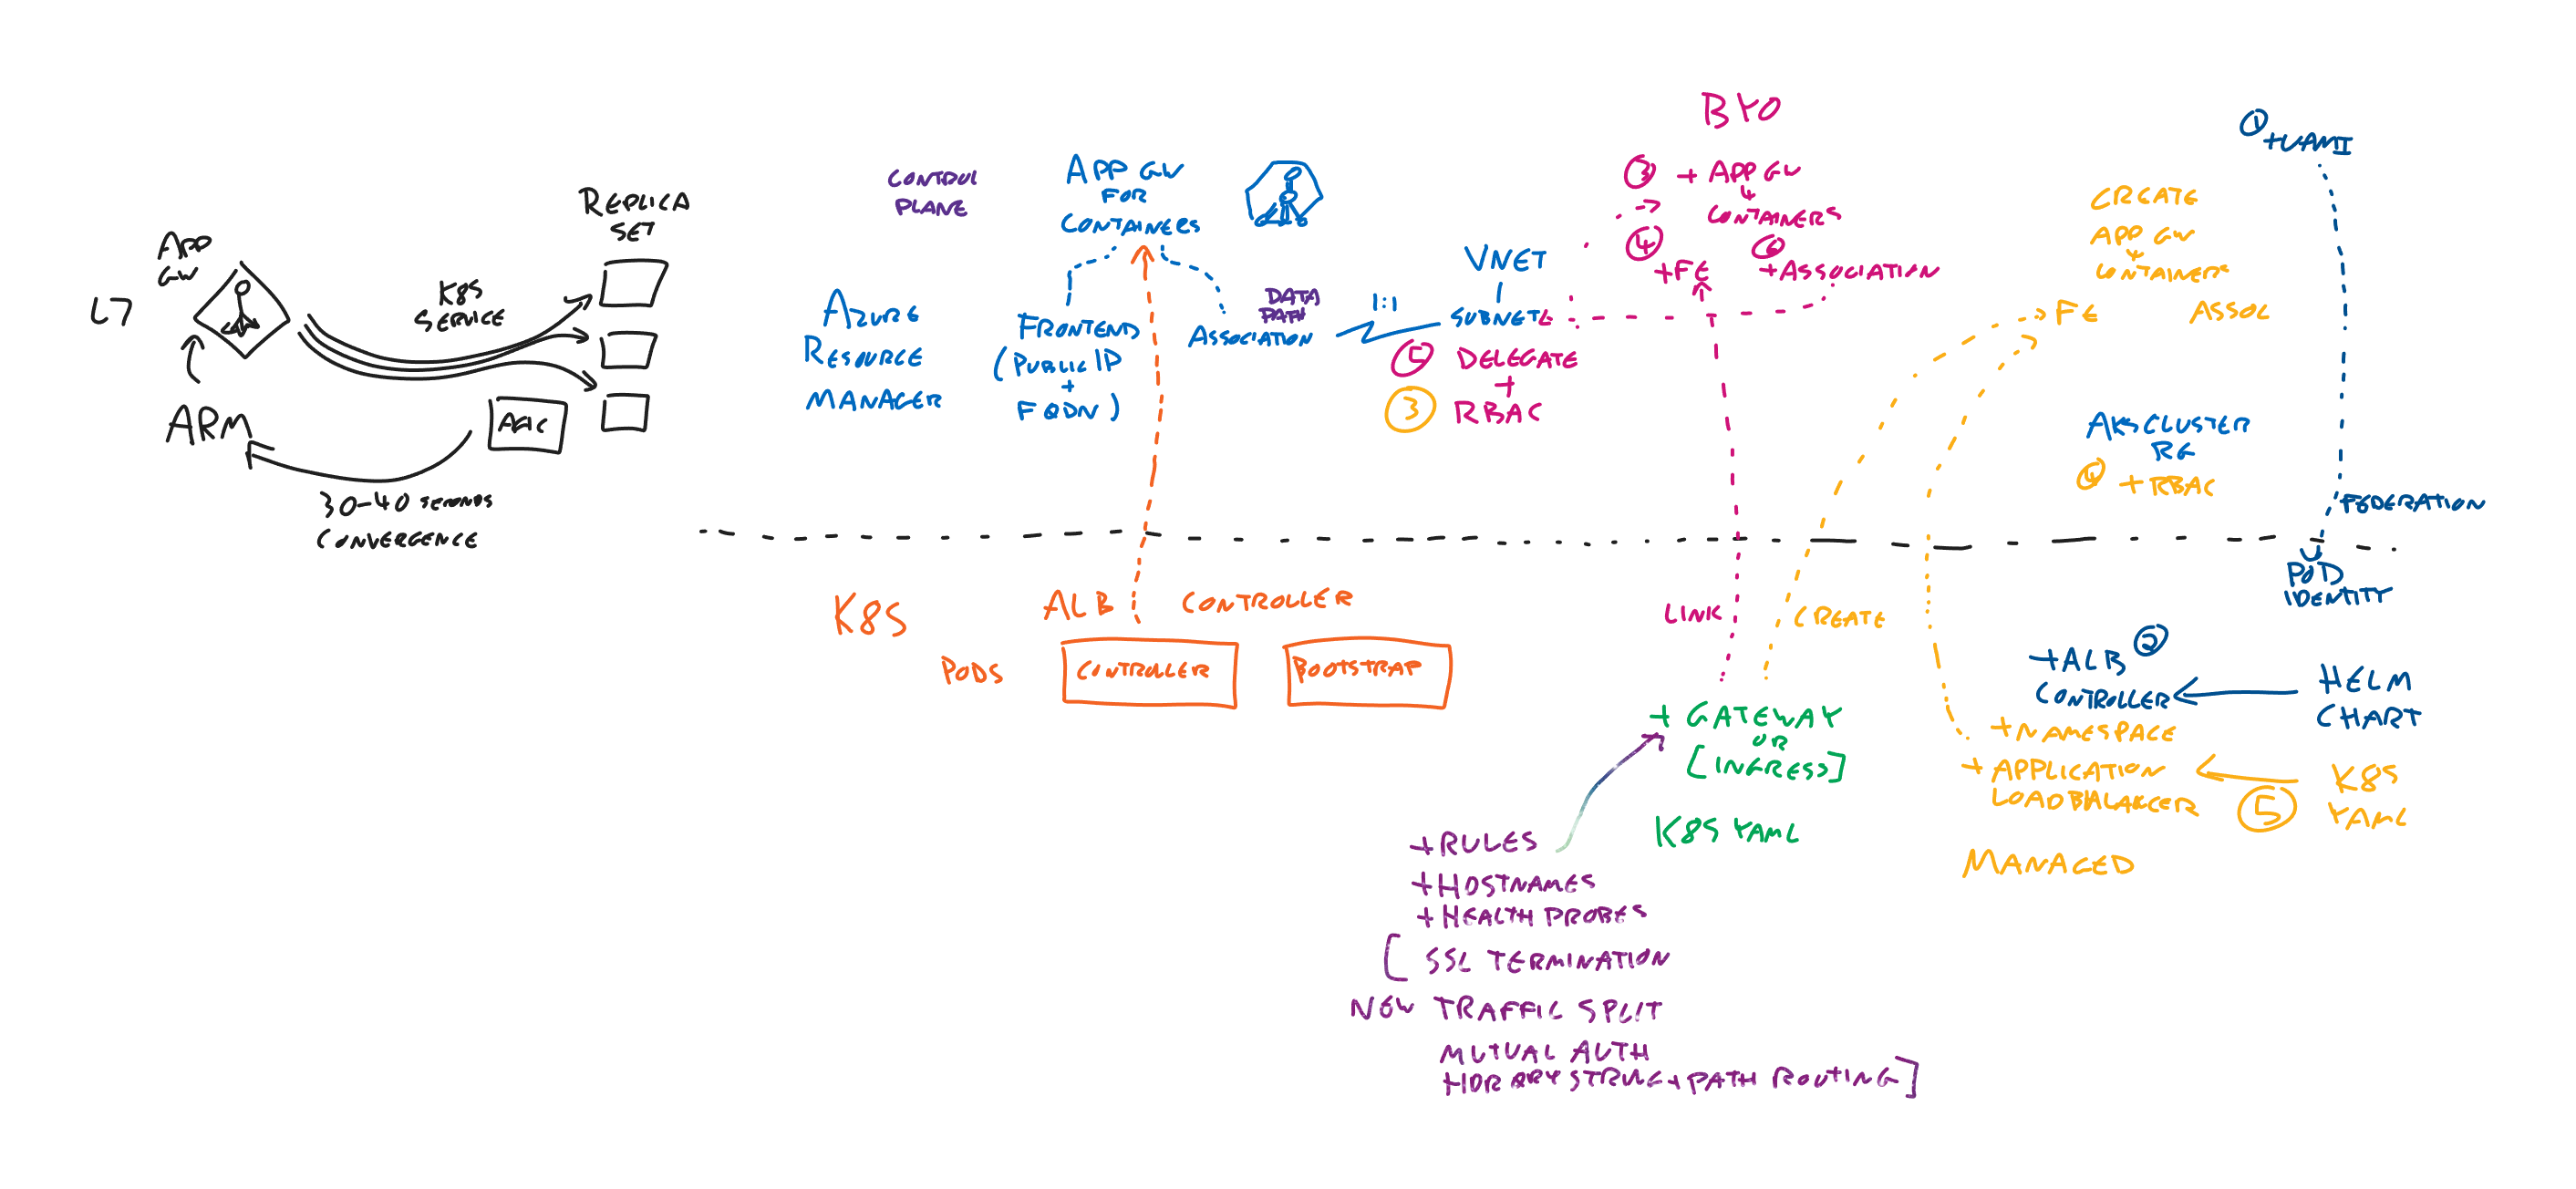 L7
APP
GW
K8S
SERVICE
REPLICA
SET
ARM
AGIC
30-40 SECONDS
CONVERGENCE
CONTROL
PLANE
APP GW
FOR
CONTAINERS
AZURE
RESOURCE
MANAGER
FRONTEND
(PUBLIC IP
+
FQDN)
DATA
PATH
ASSOCIATION
1:1
VNET
SUBNET
5 DELEGATE
+
3 RBAC
BYO
3 + APP GW
4
CONTAINERS
4
+FE
6
+ASSOCIATION
1
+UAMI
CREATE
APP GW
4
CONTAINERS
FE
ASSOC
AKS CLUSTER
RG
4 +RBAC
FEDERATION
POD
IDENTITY
K8S
ALB CONTROLLER
PODS
CONTROLLER
BOOTSTRAP
LINK
CREATE
+ GATEWAY
OR
[INGRESS]
K8S YAML
+ALB 2
CONTROLLER
HELM
CHART
+NAMESPACE
+APPLICATION
LOADBALANCER
5
K8S
YAML
MANAGED
+RULES
+HOSTNAMES
+HEALTH PROBES
[ SSL TERMINATION
NEW TRAFFIC SPLIT
MUTUAL AUTH
HDR QRYSTRNG+PATH ROUTING]